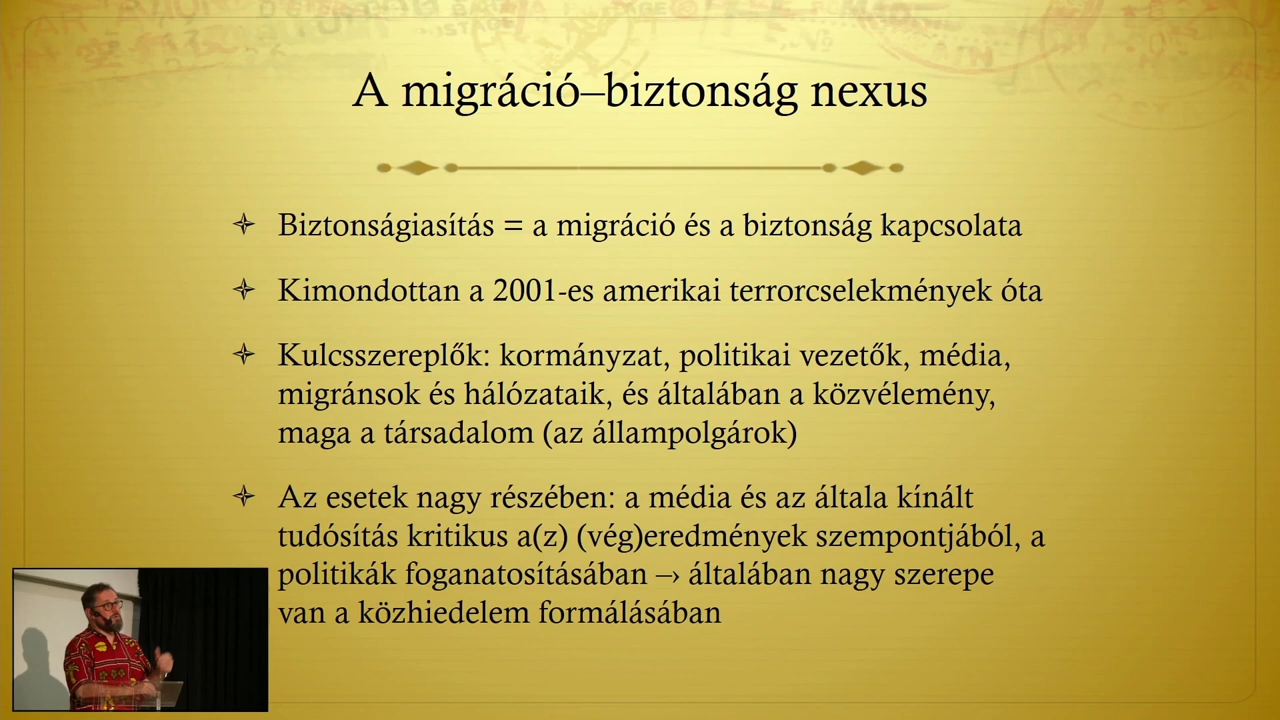 A migráció–biztonság nexus
Biztonságiasítás = a migráció és a biztonság kapcsolata
Kimondottan a 2001-es amerikai terrorcselekmények óta
Kulcsszereplők: kormányzat, politikai vezetők, média,
migránsok és hálózataik, és általában a közvélemény,
maga a társadalom (az állampolgárok)
Az esetek nagy részében: a média és az általa kínált
tudósítás kritikus a(z) (vég)eredmények szempontjából, a
politikák foganatosításában –› általában nagy szerepe
van a közhiedelem formálásában